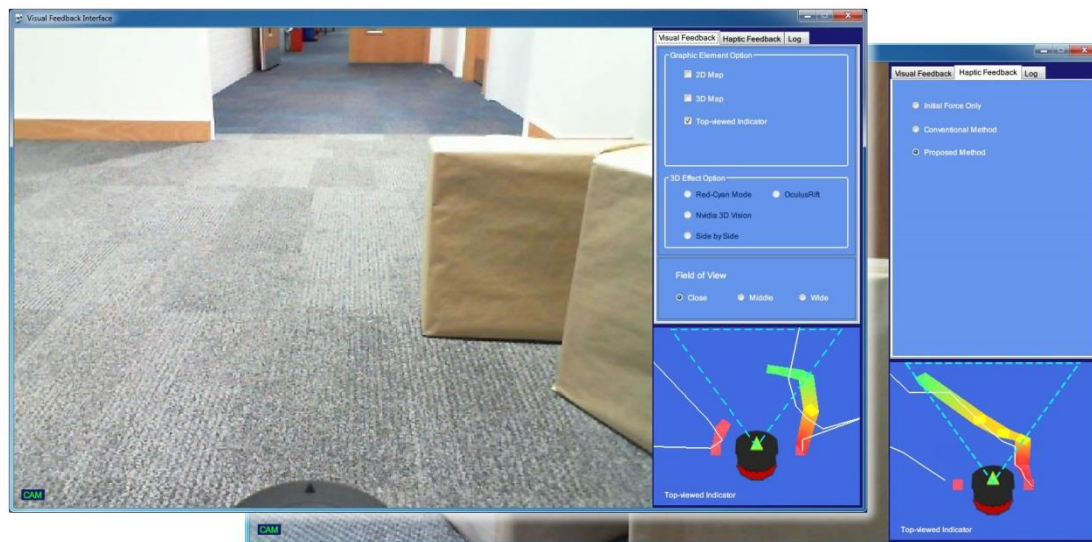 Visual Feedback Interface
Visual Feedback Haptic Feedback Log
Graphic Element Option
2D Map
3D Map
Top-viewed Indicator
3D Effect Option
Red-Cyan Mode OculusRift
Nvidia 3D Vision
Side by Side
Field of View
Close Middle Wide
Top-viewed Indicator
CAM
Visual Feedback Haptic Feedback Log
Initial Force Only
Conventional Method
Proposed Method
Top-viewed Indicator
CAM